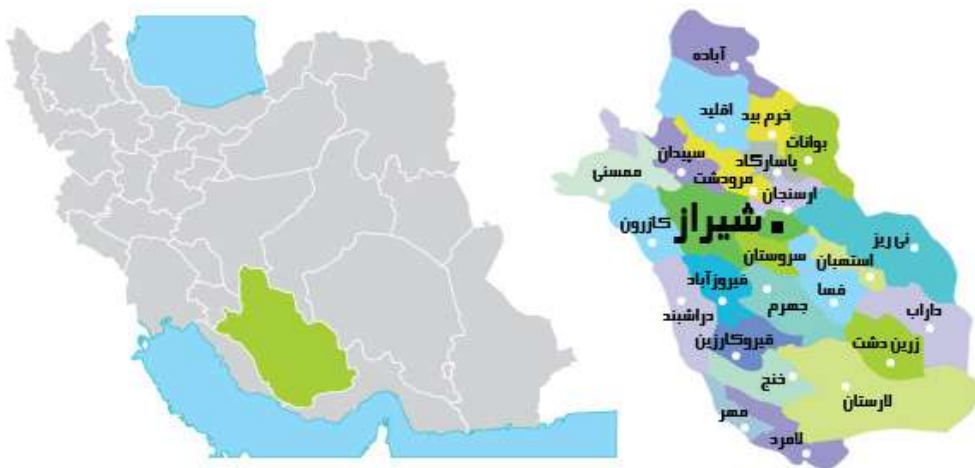 آباده
اقلید
خرم بید
بوانات
سپیدان
پاسارگاد
ممسنی
مرودشت
ارسنجان
شیراز
کازرون
نی ریز
سروستان
استهبان
فیروزآباد
فسا
جهرم
داراب
دراشبند
قیروکارزین
زرین دشت
خنج
لارستان
مهر
لامرد